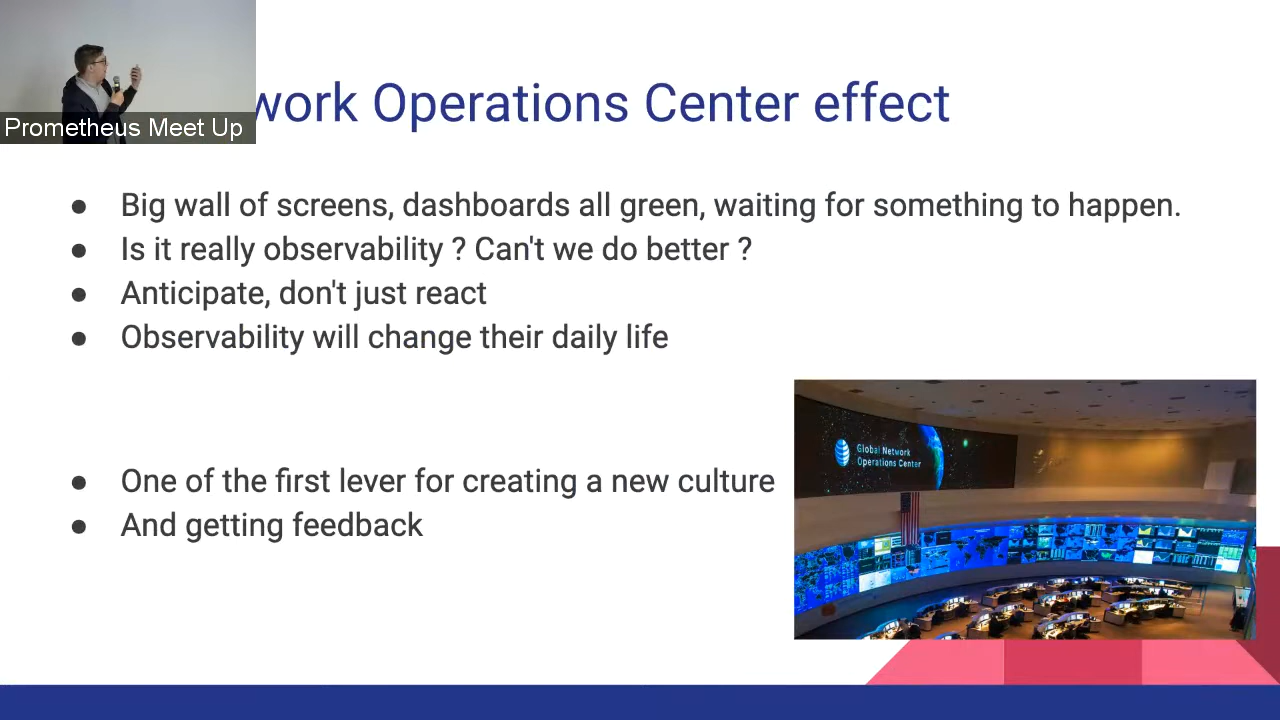 Prometheus Meet Up
work Operations Center effect
● Big wall of screens, dashboards all green, waiting for something to happen.
● Is it really observability ? Can't we do better ?
● Anticipate, don't just react
● Observability will change their daily life
● One of the first lever for creating a new culture
● And getting feedback
Global Network
Operations Center